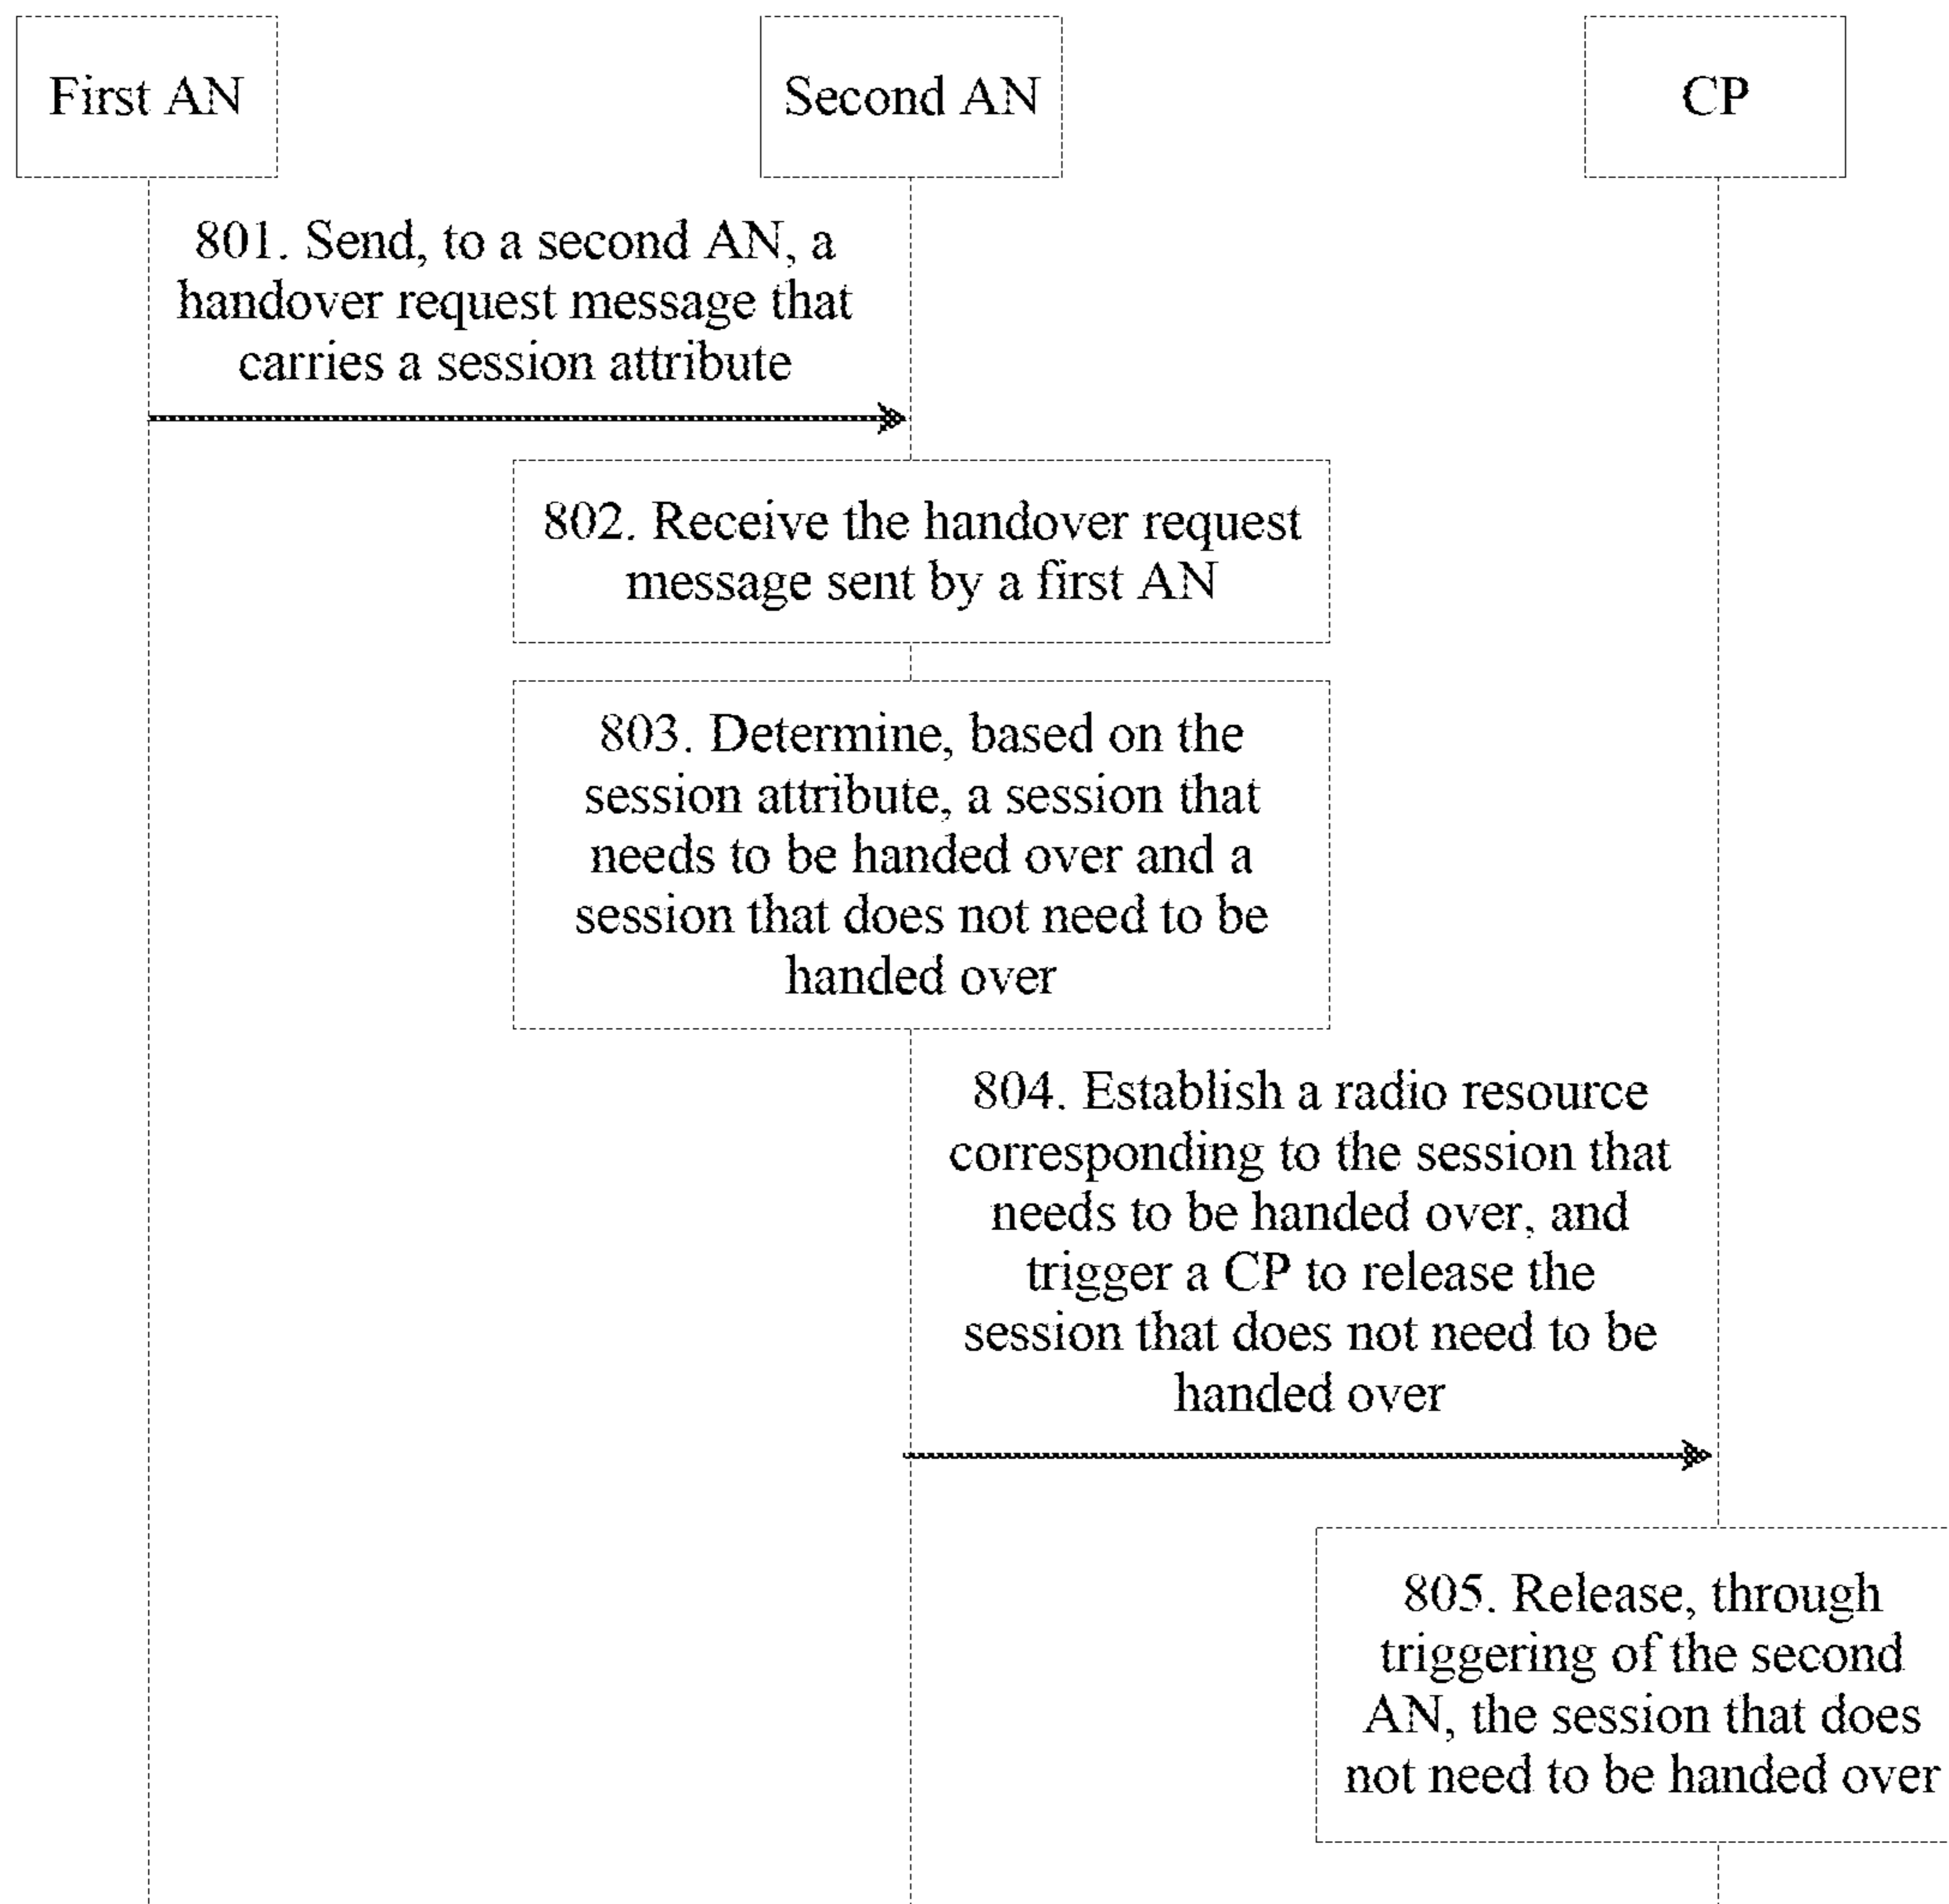 First AN
Second AN
CP
801. Send, to a second AN, a
handover request message that
carries a session attribute
802. Receive the handover request
message sent by a first AN
803. Determine, based on the
session attribute, a session that
needs to be handed over and a
session that does not need to be
handed over
804. Establish a radio resource
corresponding to the session that
needs to be handed over, and
trigger a CP to release the
session that does not need to be
handed over
805. Release, through
triggering of the second
AN, the session that does
not need to be handed over